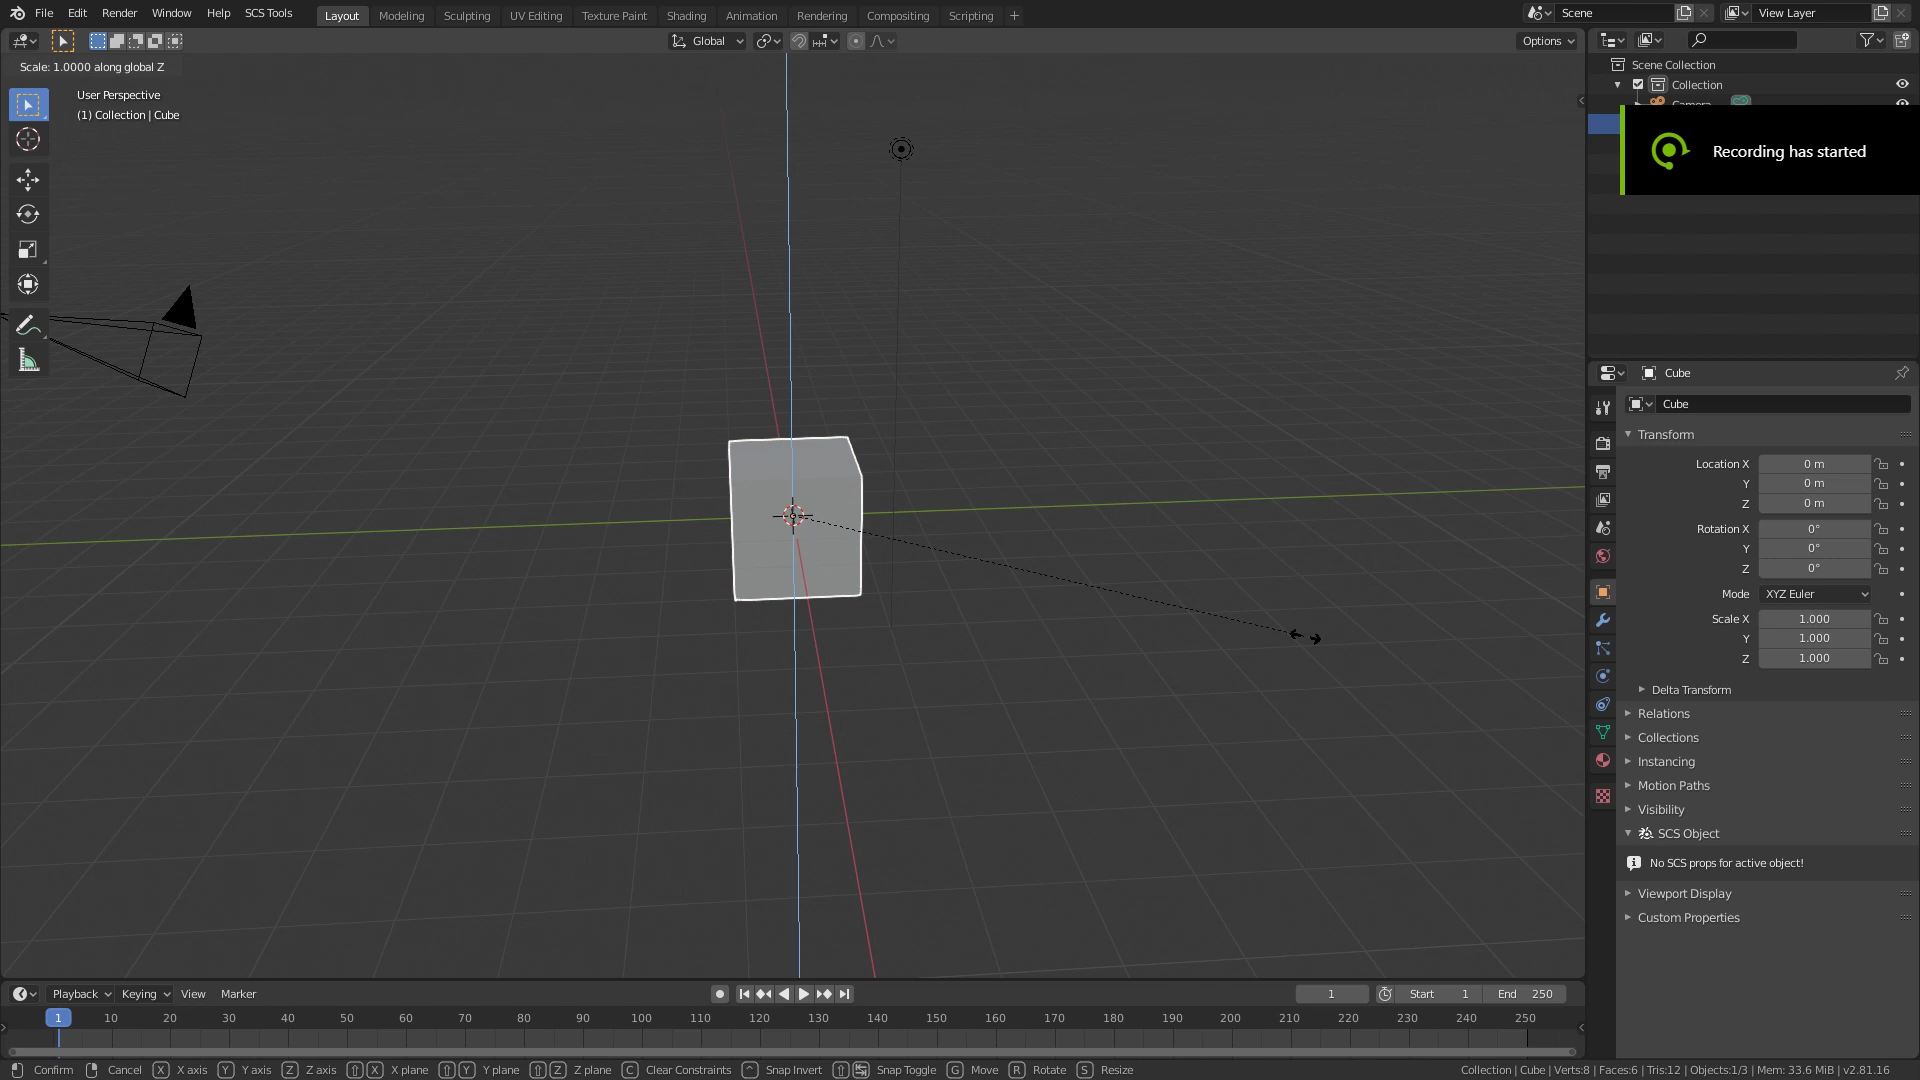 File Edit Render Window Help SCS Tools Layout Modeling Sculpting UV Editing Texture Paint Shading Animation Rendering Compositing Scripting + Scene View Layer
Global Options
Scale: 1.0000 along global Z
Scene Collection
Collection
User Perspective
(1) Collection | Cube
Camera
Recording has started
Cube
Cube
Transform
Location X 0 m
Y 0 m
Z 0 m
Rotation X 0°
Y 0°
Z 0°
Mode XYZ Euler
Scale X 1.000
Y 1.000
Z 1.000
Delta Transform
Relations
Collections
Instancing
Motion Paths
Visibility
SCS Object
No SCS props for active object!
Viewport Display
Custom Properties
Playback Keying View Marker 1 Start 1 End 250
1 10 20 30 40 50 60 70 80 90 100 110 120 130 140 150 160 170 180 190 200 210 220 230 240 250
Confirm Cancel X X axis Y Y axis Z Z axis X X plane Y Y plane Z Z plane C Clear Constraints ^ Snap Invert Snap Toggle G Move R Rotate S Resize Collection | Cube | Verts:8 | Faces:6 | Tris:12 | Objects:1/3 | Mem: 33.6 MiB | v2.81.16